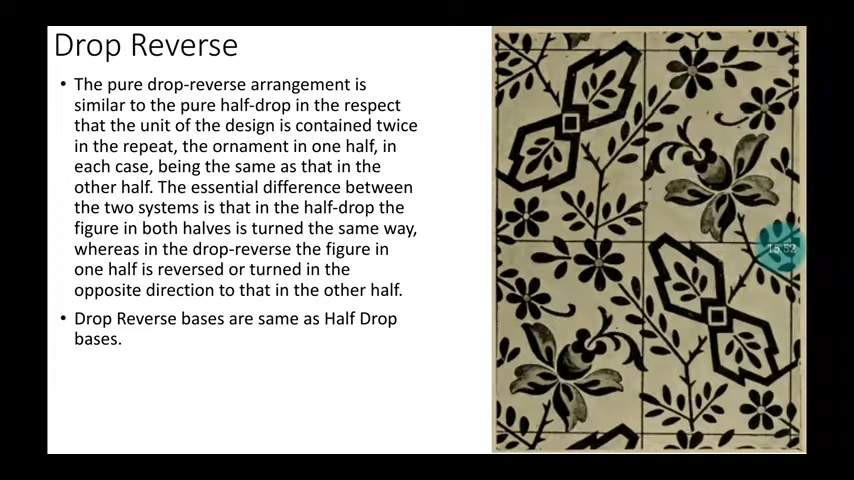 Drop Reverse
• The pure drop-reverse arrangement is
similar to the pure half-drop in the respect
that the unit of the design is contained twice
in the repeat, the ornament in one half, in
each case, being the same as that in the
other half. The essential difference between
the two systems is that in the half-drop the
figure in both halves is turned the same way,
whereas in the drop-reverse the figure in
one half is reversed or turned in the
opposite direction to that in the other half.
• Drop Reverse bases are same as Half Drop
bases.
15:52